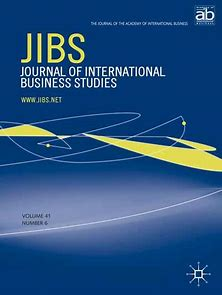 THE JOURNAL OF THE ACADEMY OF INTERNATIONAL BUSINESS
ab
JIBS
JOURNAL OF INTERNATIONAL
BUSINESS STUDIES
WWW.JIBS.NET
VOLUME 41
NUMBER 6